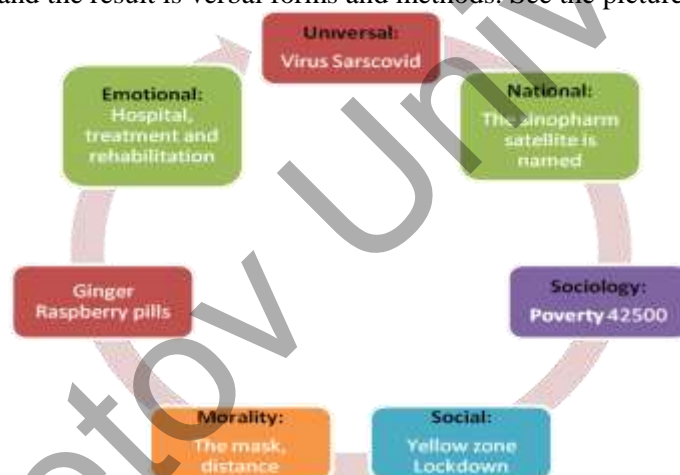 and the result is verbal forms and methods. See the picture
Universal:
Virus Sarscovid
National:
The sinopharm
satellite is
named
Sociology:
Poverty 42500
Social:
Yellow zone
Lockdown
Morality:
The mask,
distance
Ginger
Raspberry pills
Emotional:
Hospital,
treatment and
rehabilitation
etov Univ